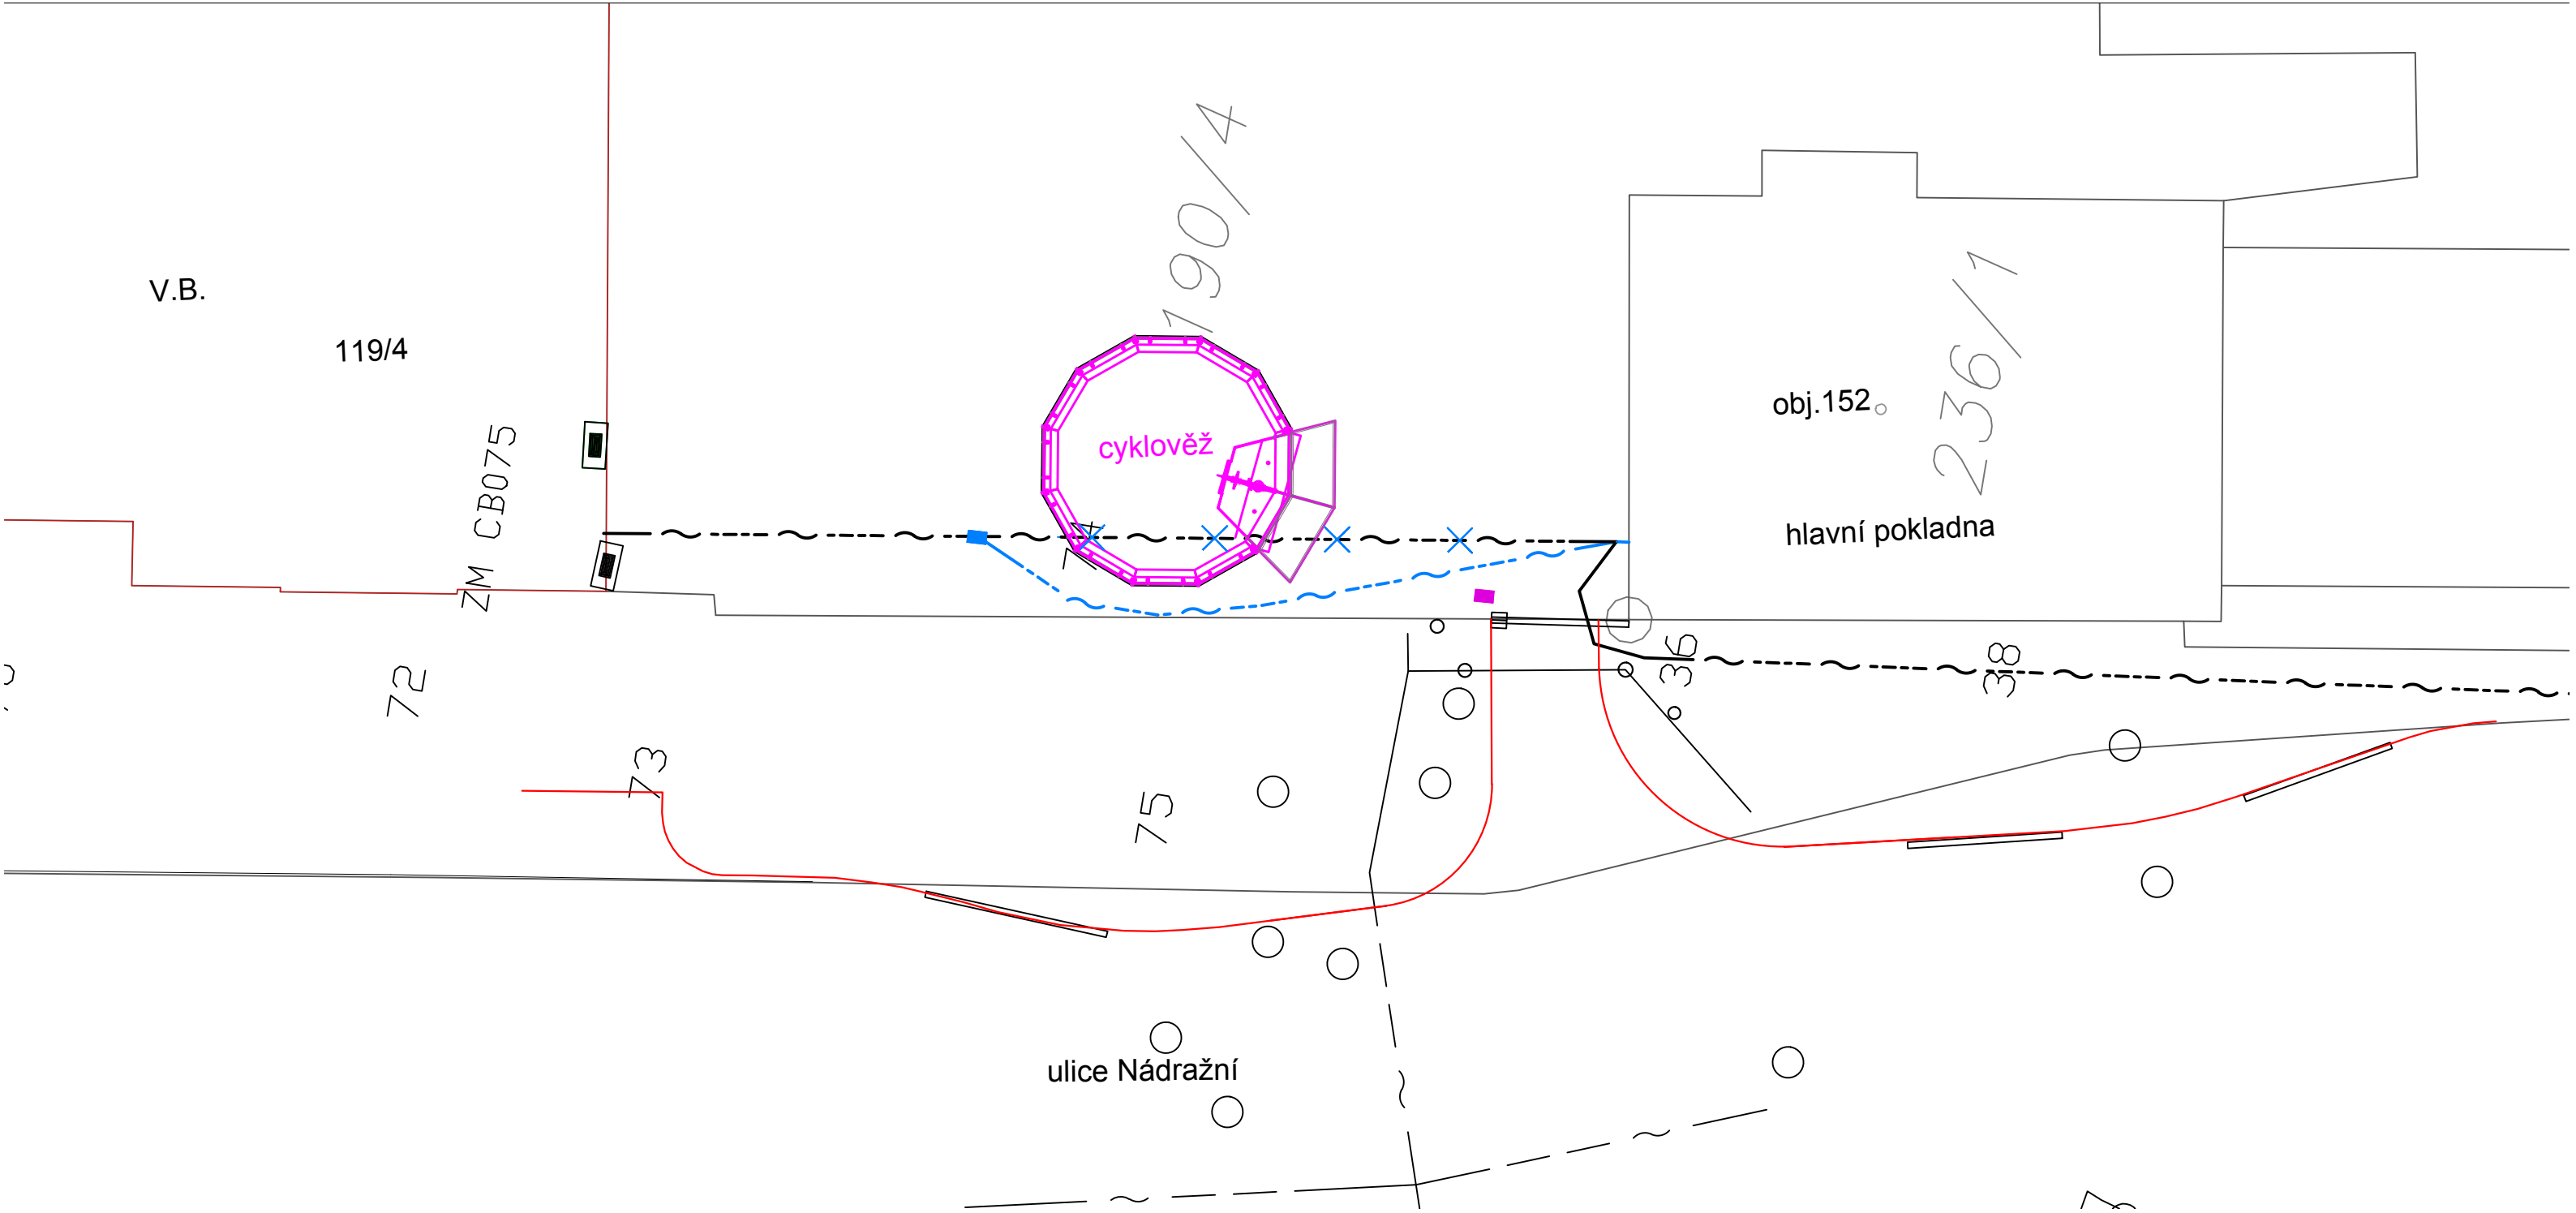 190/4
V.B.
119/4
236/1
obj.152
cyklověž
ZM CB075
74
hlavní pokladna
72
36
38
73
75
ulice Nádražní